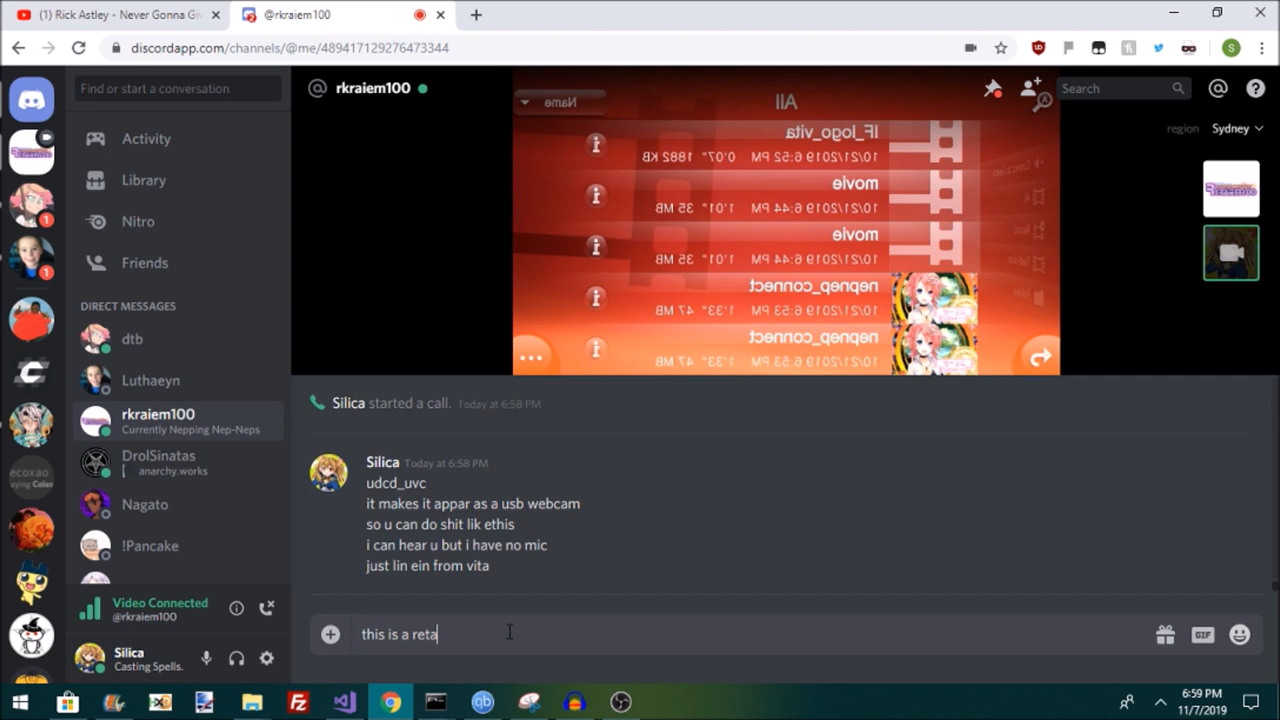 (1) Rick Astley - Never Gonna Giv
@rkraiem100
discordapp.com/channels/@me/489417129276473344
Find or start a conversation
rkraiem100
Search
region Sydney
Activity
Library
Nitro
Friends
DIRECT MESSAGES
dtb
Luthaeyn
rkraiem100
Currently Nepping Nep-Neps
DrolSinatas
anarchy.works
Nagato
!Pancake
Video Connected
@rkraiem100
Silica
Casting Spells.
All
Name
IF_logo_vita
10/21/2019 6:52 PM 0'07" 1882 KB
movie
10/21/2019 6:44 PM 1'01" 35 MB
movie
10/21/2019 6:44 PM 1'01" 35 MB
nepnep_connect
10/21/2019 6:53 PM 1'33" 47 MB
nepnep_connect
10/21/2019 6:53 PM 1'33" 47 MB
Silica started a call. Today at 6:58 PM
Silica Today at 6:58 PM
udcd_uvc
it makes it appar as a usb webcam
so u can do shit lik ethis
i can hear u but i have no mic
just lin ein from vita
this is a reta
GIF
6:59 PM
11/7/2019